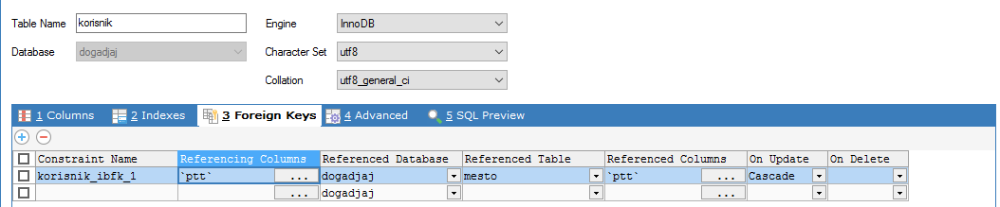 Table Name korisnik Engine InnoDB
Database dogadjaj Character Set utf8
Collation utf8_general_ci
1 Columns 2 Indexes 3 Foreign Keys 4 Advanced 5 SQL Preview
Constraint Name Referencing Columns Referenced Database Referenced Table Referenced Columns On Update On Delete
korisnik_ibfk_1 `ptt` ... dogadjaj mesto `ptt` ... Cascade
... dogadjaj ...